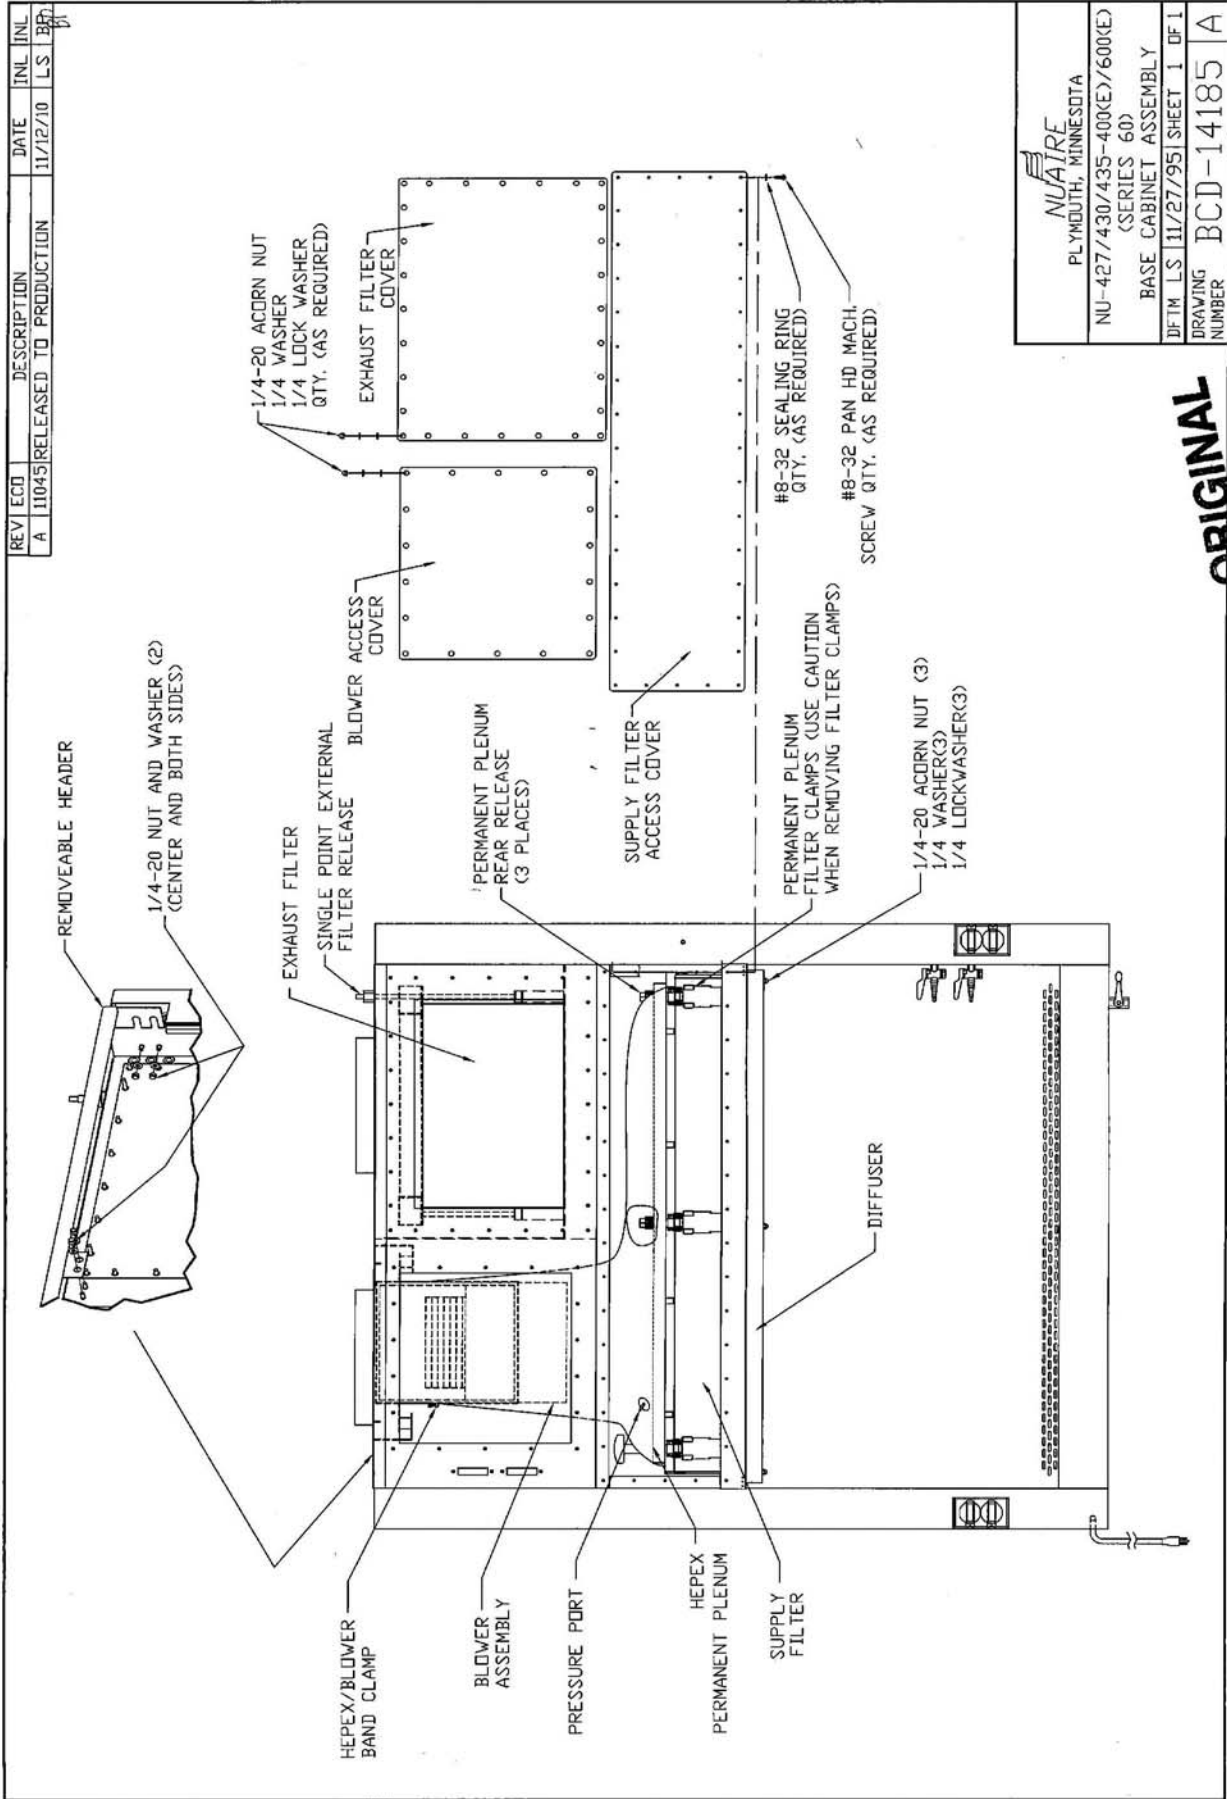 REV ECO DESCRIPTION DATE INL INL
A 11045 RELEASED TO PRODUCTION 11/12/10 LS
REMOVEABLE HEADER
1/4-20 NUT AND WASHER (2)
(CENTER AND BOTH SIDES)
EXHAUST FILTER
SINGLE POINT EXTERNAL
FILTER RELEASE
1/4-20 ACORN NUT
1/4 WASHER
1/4 LOCK WASHER
QTY. (AS REQUIRED)
EXHAUST FILTER
COVER
BLOWER ACCESS
COVER
HEPEX/BLOWER
BAND CLAMP
BLOWER
ASSEMBLY
PRESSURE PORT
HEPEX
PERMANENT PLENUM
SUPPLY
FILTER
PERMANENT PLENUM
REAR RELEASE
(3 PLACES)
SUPPLY FILTER
ACCESS COVER
PERMANENT PLENUM
FILTER CLAMPS (USE CAUTION
WHEN REMOVING FILTER CLAMPS)
1/4-20 ACORN NUT (3)
1/4 WASHER(3)
1/4 LOCKWASHER(3)
DIFFUSER
#8-32 SEALING RING
QTY. (AS REQUIRED)
#8-32 PAN HD MACH.
SCREW QTY. (AS REQUIRED)
ORIGINAL
NUAIRE
PLYMOUTH, MINNESOTA
NU-427/430/435-400(E)/600(E)
(SERIES 60)
BASE CABINET ASSEMBLY
DFTM LS 11/27/95 SHEET 1 OF 1
DRAWING
NUMBER BCD-14185 A